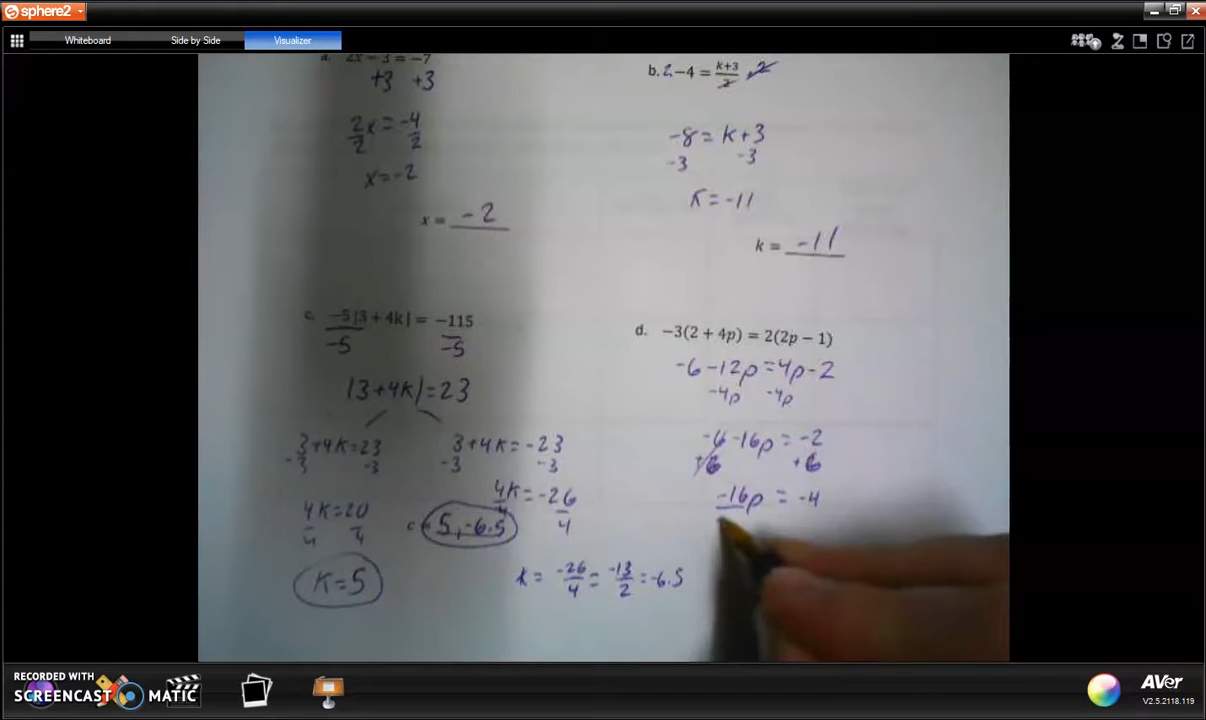 sphere2
Whiteboard Side by Side Visualizer
a. 2x − 3 = −7
+3 +3
2x = -4
2 2
x = -2
x = -2
b. 2·−4 = k+3/2 ·2
-8 = k+3
-3 -3
K = -11
k = -11
c. −5|3 + 4k| = −115
-5 -5
|3+4K| = 23
3+4K=23 3+4K=-23
-3 -3 -3 -3
4K=20 4K=-26
4 4 4 4
K=5
c = 5, -6.5
k = -26/4 = -13/2 = -6.5
d. −3(2 + 4p) = 2(2p − 1)
-6-12p=4p-2
-4p -4p
-6-16p = -2
+6 +6
-16p = -4
RECORDED WITH
SCREENCAST MATIC
AVer
V2.5.2118.119